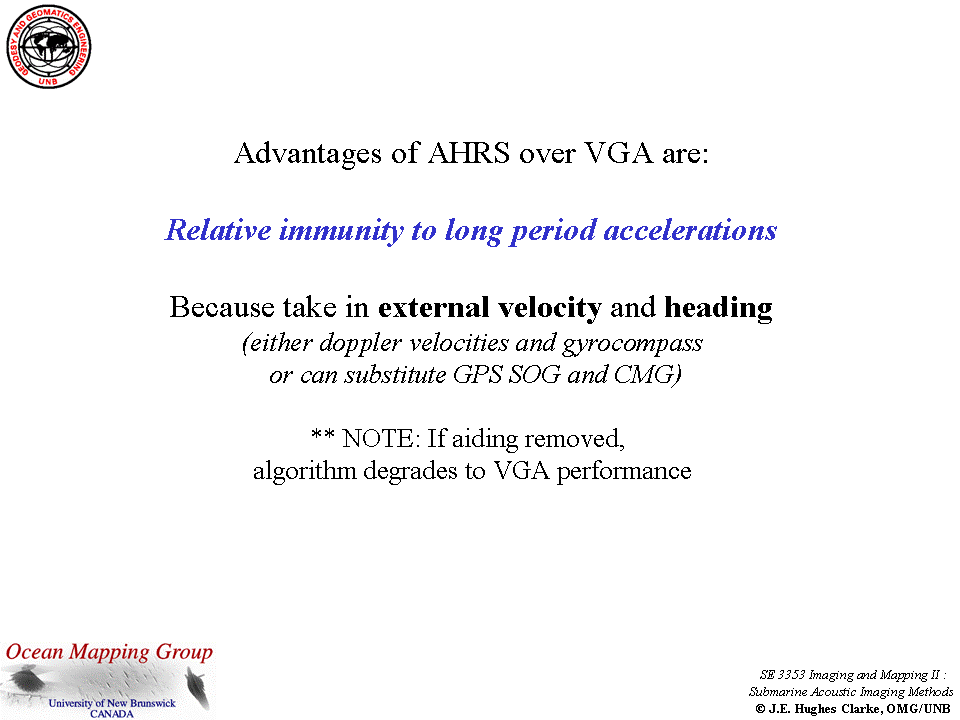 GEODESY AND GEOMATICS ENGINEERING
UNB
Advantages of AHRS over VGA are:
Relative immunity to long period accelerations
Because take in external velocity and heading
(either doppler velocities and gyrocompass
or can substitute GPS SOG and CMG)
** NOTE: If aiding removed,
algorithm degrades to VGA performance
Ocean Mapping Group
University of New Brunswick
CANADA
SE 3353 Imaging and Mapping II :
Submarine Acoustic Imaging Methods
© J.E. Hughes Clarke, OMG/UNB